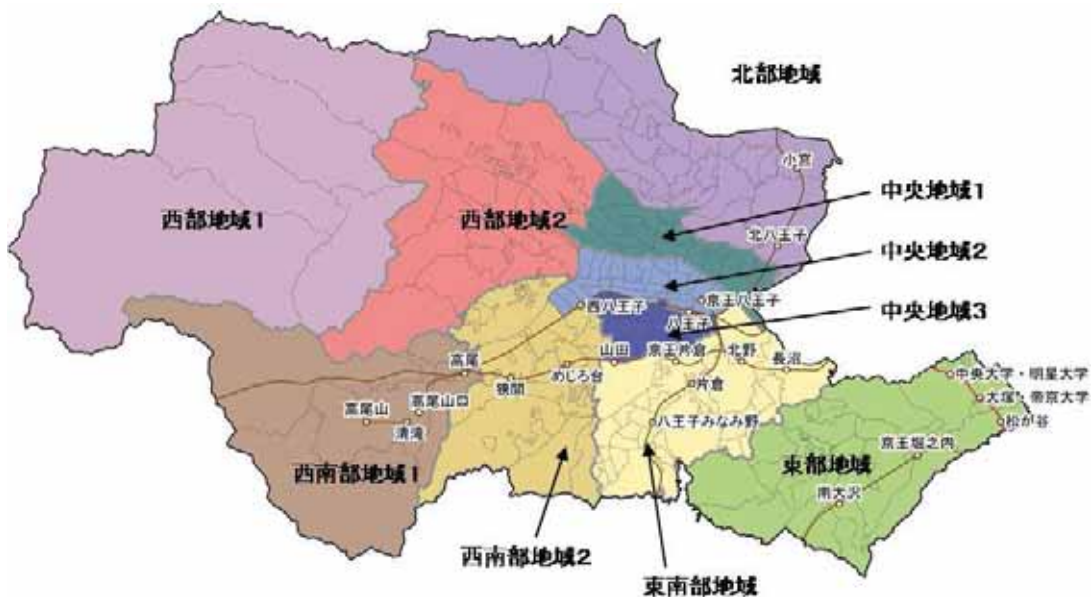 北部地域
小宮
中央地域1
西部地域1
西部地域2
北八王子
中央地域2
西八王子
京王八王子
中央地域3
八王子
高尾
山田
京王片倉
北野
長沼
めじろ台
狭間
片倉
中央大学・明星大学
大塚・帝京大学
高尾山
高尾山口
清滝
八王子みなみ野
松が谷
京王堀之内
東部地域
西南部地域1
南大沢
西南部地域2
東南部地域